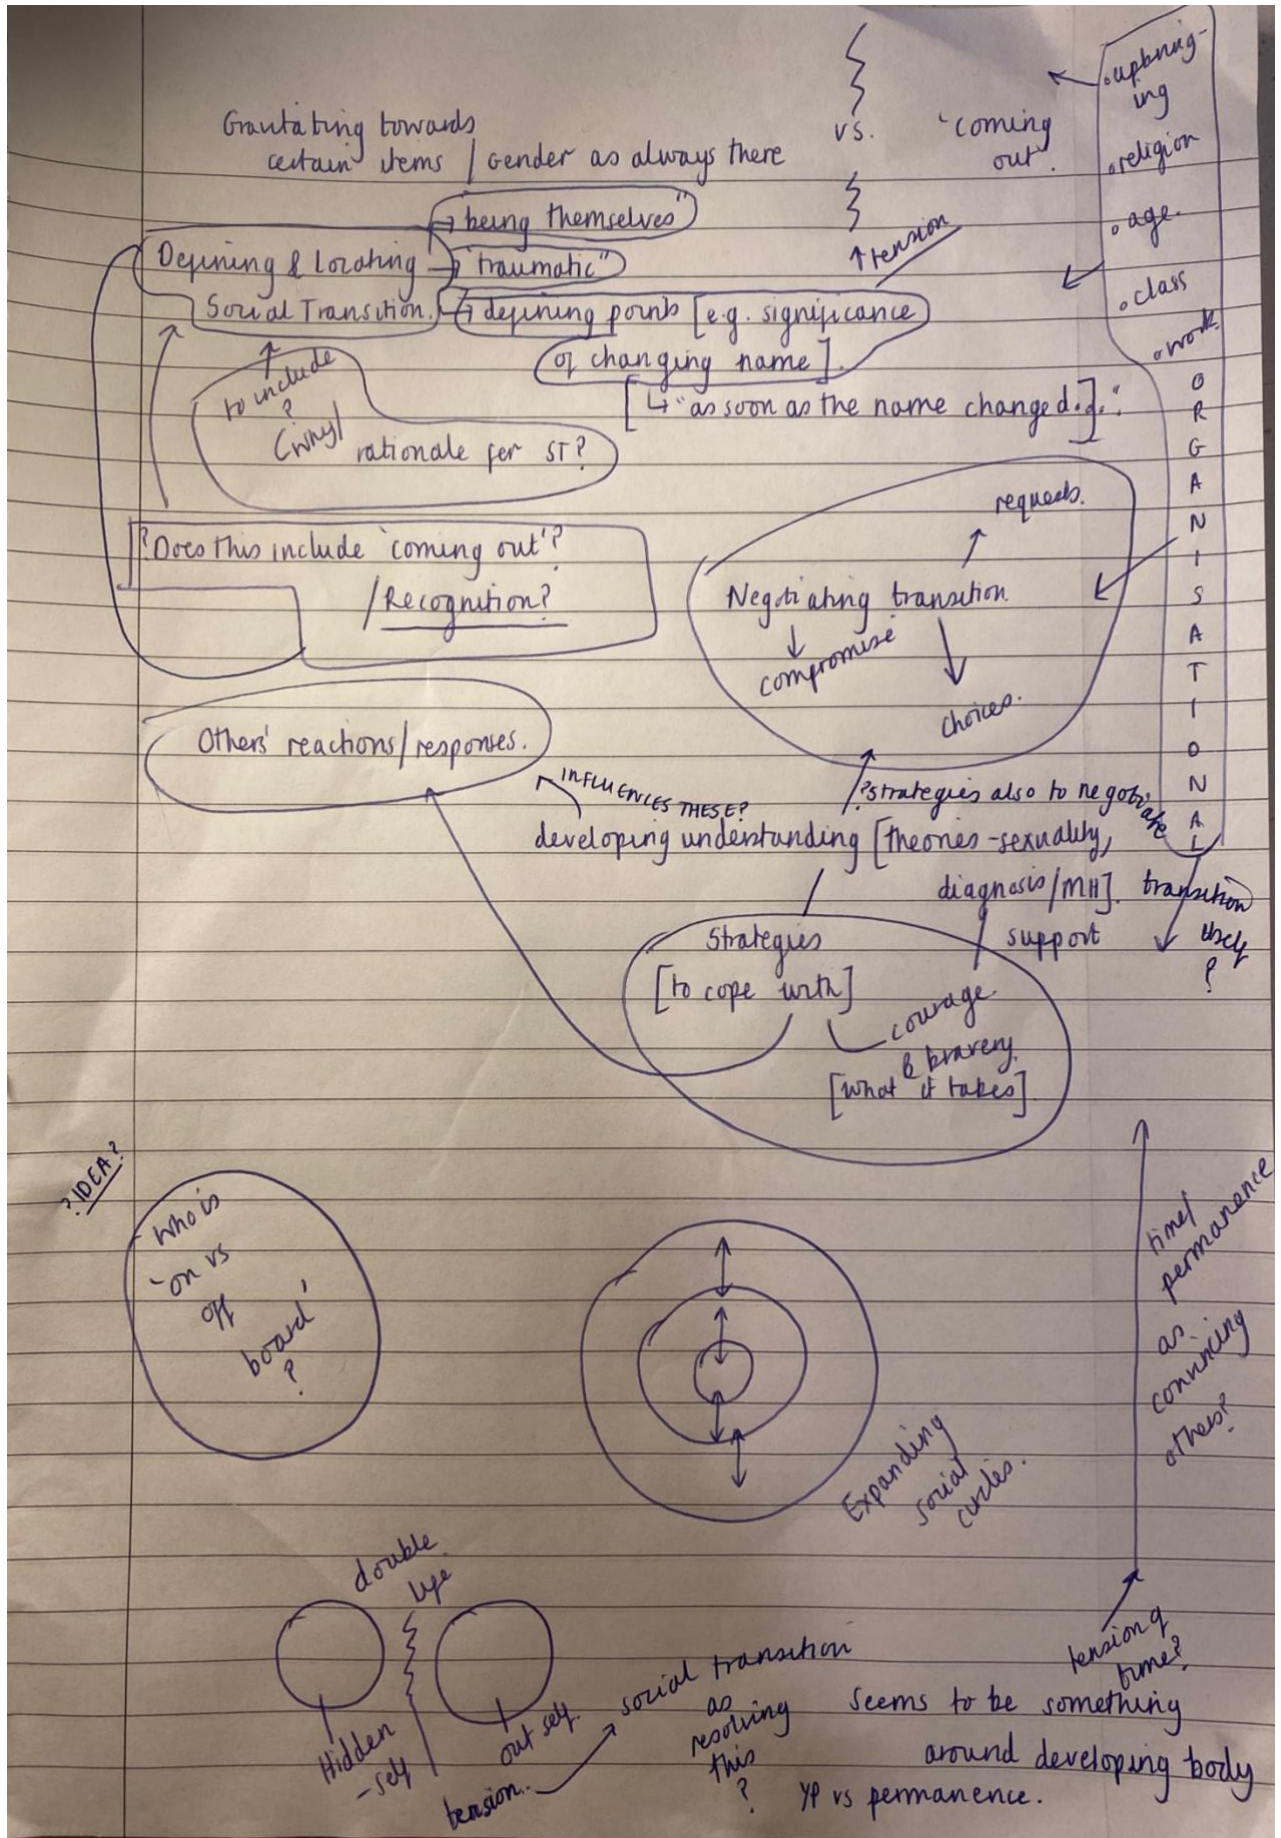 Gravitating towards
certain items / Gender as always there
vs.
'coming
out'.
• upbring-
ing
• religion
• age.
• class
• work
ORGANISATIONAL
"being themselves"
Defining & Locating
Social Transition.
"traumatic"
↑ tension
defining points [e.g. significance
of changing name].
[↳ "as soon as the name changed..."]
to include
?
(why/
rationale for ST?
? Does this include 'coming out'?
/Recognition?
requests.
Negotiating transition.
compromise
choices.
Others' reactions/responses.
INFLUENCES THESE?
? strategies also to negotiate
transition
itself
?
developing understanding [theories - sexuality,
diagnosis/MH].
support
Strategies
[to cope with]
courage
& bravery
[what it takes]
? IDEA?
Who is
'on vs
off
board'
?
time/
permanence
as
convincing
others?
Expanding
social
circles.
double
life
Hidden
-self
out self.
tension..
social transition
as
resolving
this
?
tension of
time?
seems to be something
around developing body
YP vs permanence.